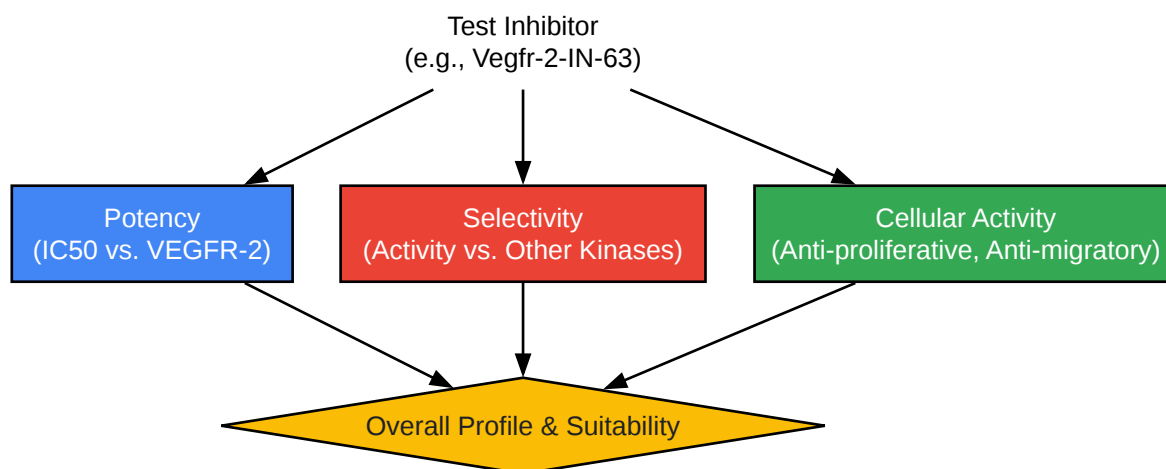 Test Inhibitor
(e.g., Vegfr-2-IN-63)
Potency
(IC50 vs. VEGFR-2)
Selectivity
(Activity vs. Other Kinases)
Cellular Activity
(Anti-proliferative, Anti-migratory)
Overall Profile & Suitability